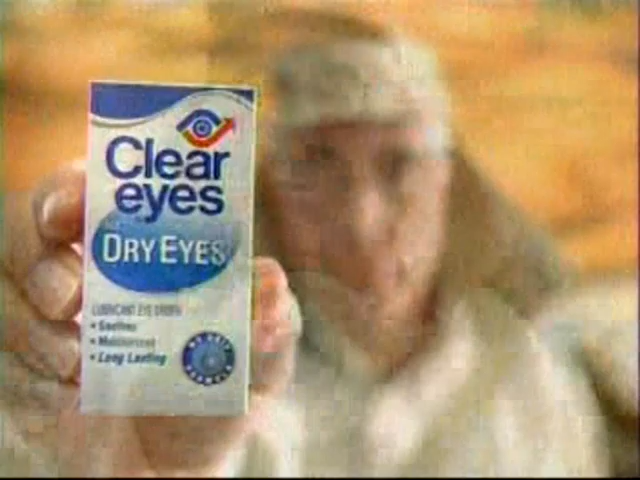 Clear
eyes
DRY EYES
LUBRICANT EYE DROPS
• Soothes
• Moisturizes
• Long Lasting